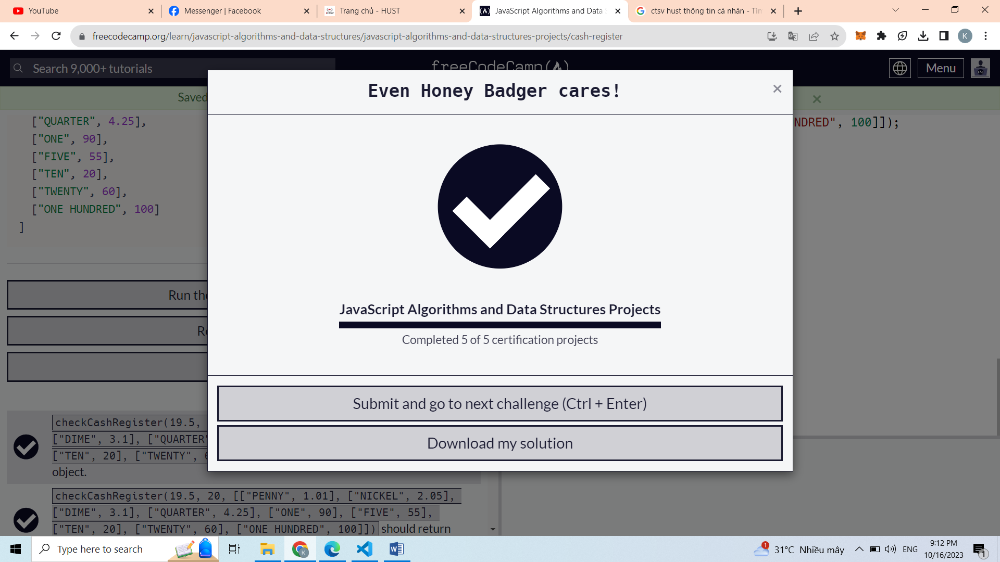 YouTube
Messenger | Facebook
Trang chủ - HUST
JavaScript Algorithms and Data S
ctsv hust thông tin cá nhân - Tìm
freecodecamp.org/learn/javascript-algorithms-and-data-structures/javascript-algorithms-and-data-structures-projects/cash-register
K
Search 9,000+ tutorials
freeCodeCamp
Menu
Saved
Even Honey Badger cares!
["QUARTER", 4.25],
NDRED", 100]]);
["ONE", 90],
["FIVE", 55],
["TEN", 20],
["TWENTY", 60],
["ONE HUNDRED", 100]
]
Run the
Re
JavaScript Algorithms and Data Structures Projects
Completed 5 of 5 certification projects
Submit and go to next challenge (Ctrl + Enter)
Download my solution
checkCashRegister(19.5,
["DIME", 3.1], ["QUARTER"
["TEN", 20], ["TWENTY", 6
object.
checkCashRegister(19.5, 20, [["PENNY", 1.01], ["NICKEL", 2.05],
["DIME", 3.1], ["QUARTER", 4.25], ["ONE", 90], ["FIVE", 55],
["TEN", 20], ["TWENTY", 60], ["ONE HUNDRED", 100]]) should return
Type here to search
K
1
31°C Nhiều mây
ENG
9:12 PM
10/16/2023
1